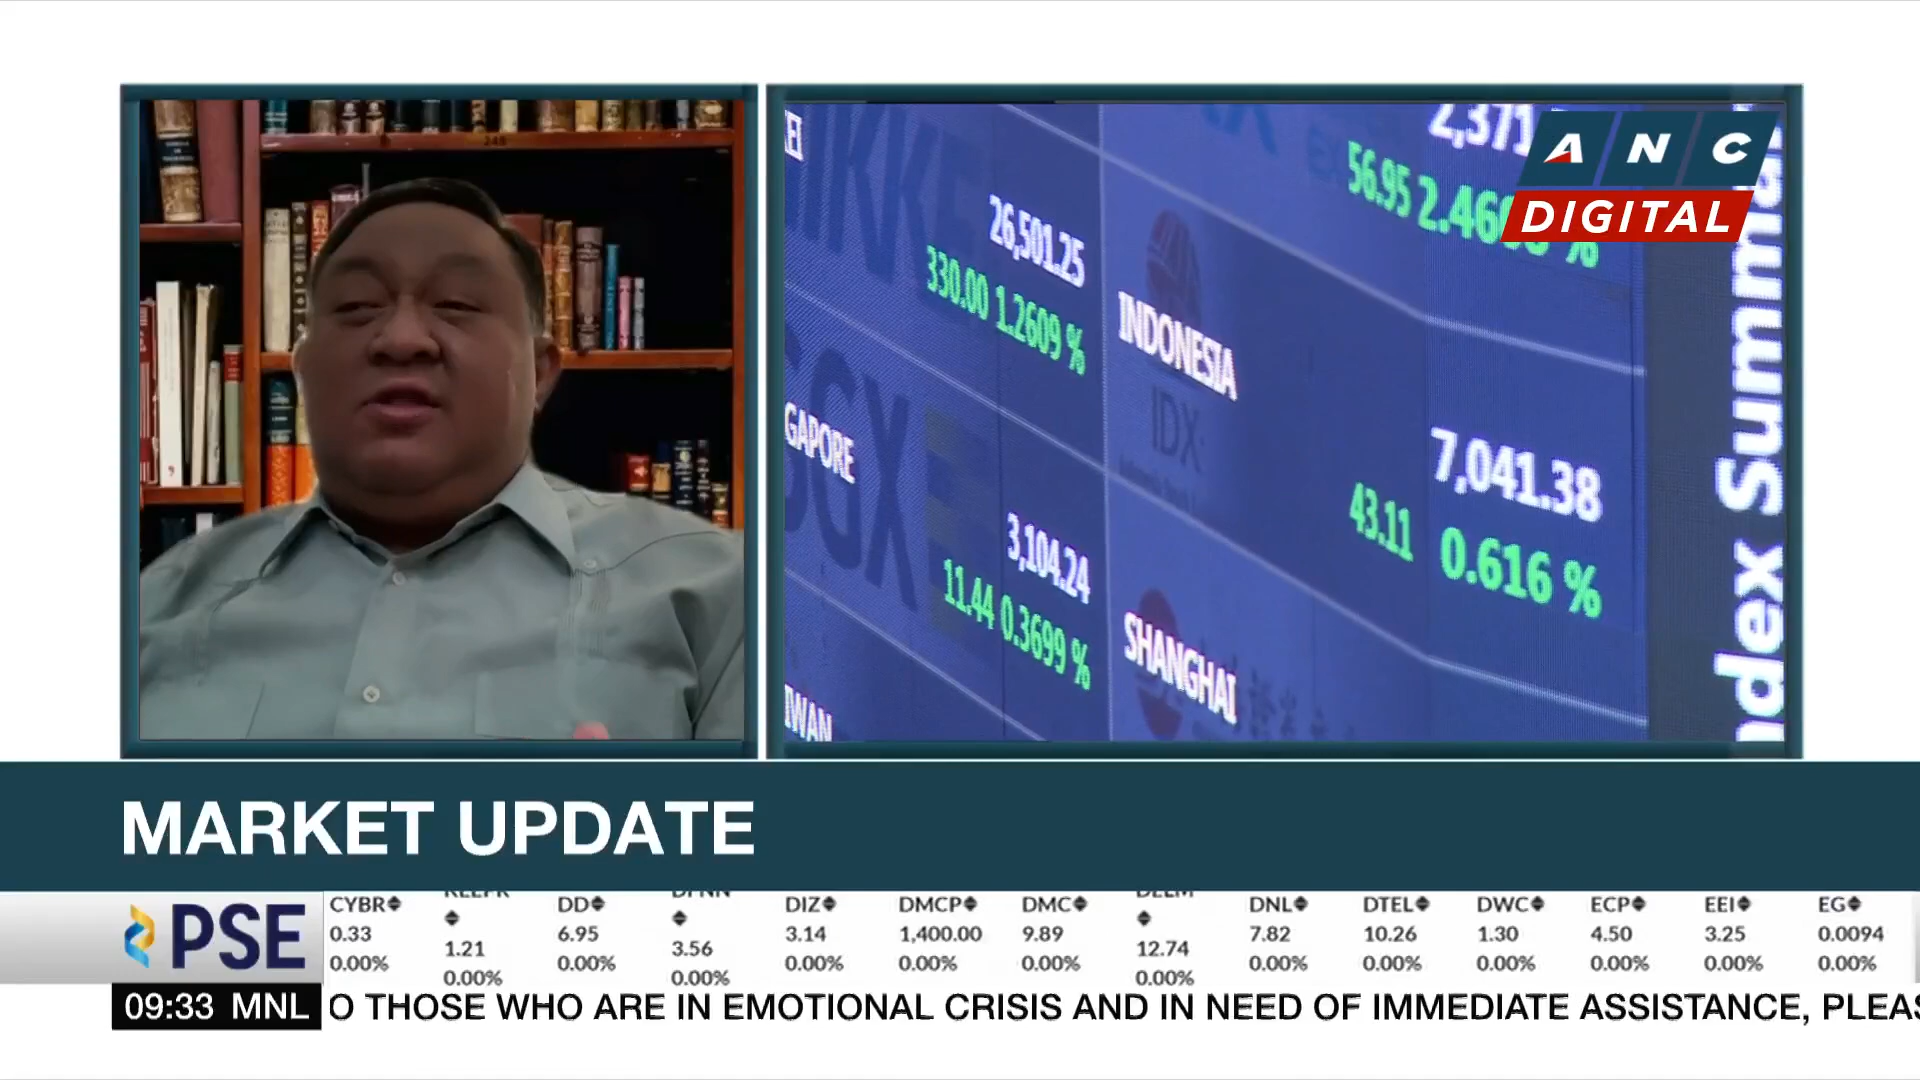 ANC
DIGITAL
248
26,501.25
330.00 1.2609 %
56.95
INDONESIA
IDX
7,041.38
43.11 0.616 %
GAPORE
SGX
3,104.24
11.44 0.3699 %
SHANGHAI
IWAN
Index Summa
MARKET UPDATE
PSE
CYBR DD DIZ DMCP DMC DNL DTEL DWC ECP EEI EG
0.33 1.21 6.95 3.56 3.14 1,400.00 9.89 12.74 7.82 10.26 1.30 4.50 3.25 0.0094
0.00% 0.00% 0.00% 0.00% 0.00% 0.00% 0.00% 0.00% 0.00% 0.00% 0.00% 0.00% 0.00% 0.00%
09:33 MNL O THOSE WHO ARE IN EMOTIONAL CRISIS AND IN NEED OF IMMEDIATE ASSISTANCE, PLEAS